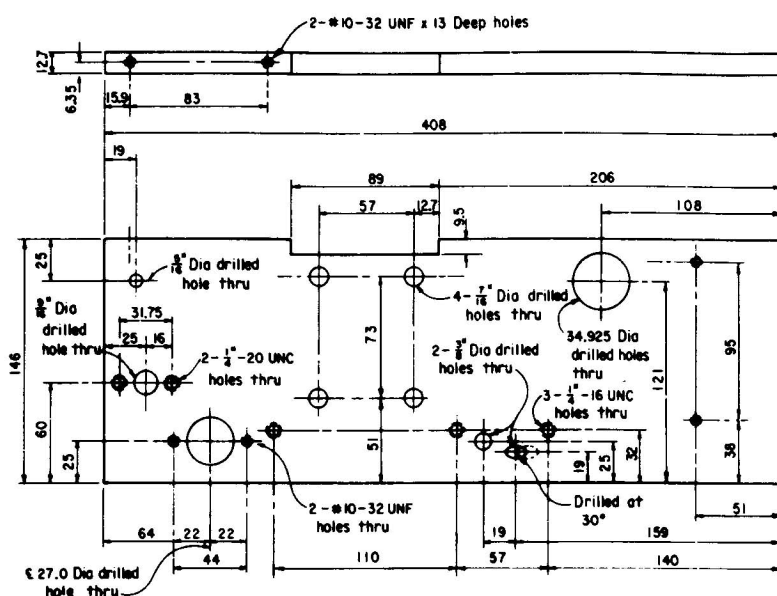 2-#10-32 UNF x 13 Deep holes
12.7
6.35
15.9
83
408
19
89
206
57
12.7
9.5
108
25
5/16" Dia drilled
hole thru
Dia
drilled
hole thru
31.75
25
16
4-7/16" Dia drilled
holes thru
34.925 Dia
drilled holes
thru
2-3/8" Dia drilled
holes thru
2-1/4"-20 UNC
holes thru
3-1/4"-16 UNC
holes thru
146
73
121
95
60
25
51
19
25
32
38
2-#10-32 UNF
holes thru
Drilled at
30°
51
64
22
22
19
159
44
110
57
140
℄ 27.0 Dia drilled
hole thru